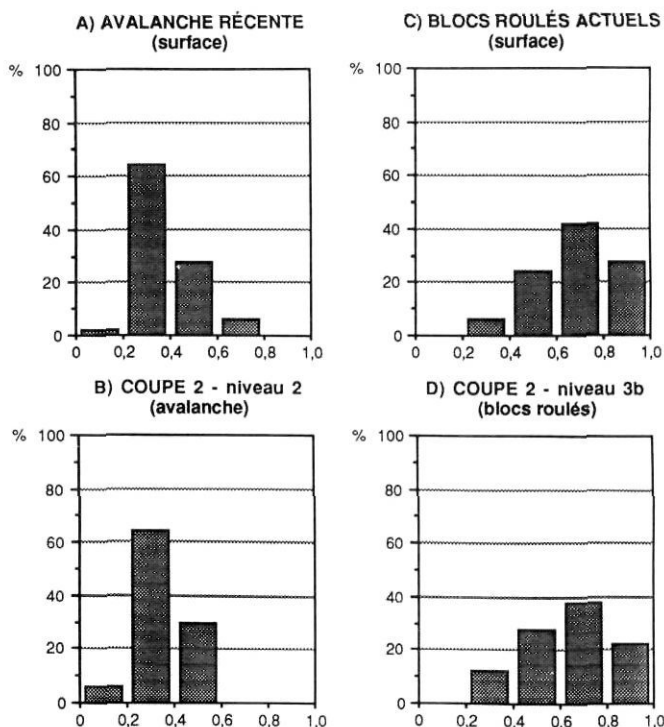 A) AVALANCHE RÉCENTE
(surface)
%
100
80
60
40
20
0
0 0,2 0,4 0,6 0,8 1,0
C) BLOCS ROULÉS ACTUELS
(surface)
%
100
80
60
40
20
0
0 0,2 0,4 0,6 0,8 1,0
B) COUPE 2 - niveau 2
(avalanche)
%
100
80
60
40
20
0
0 0,2 0,4 0,6 0,8 1,0
D) COUPE 2 - niveau 3b
(blocs roulés)
%
100
80
60
40
20
0
0 0,2 0,4 0,6 0,8 1,0